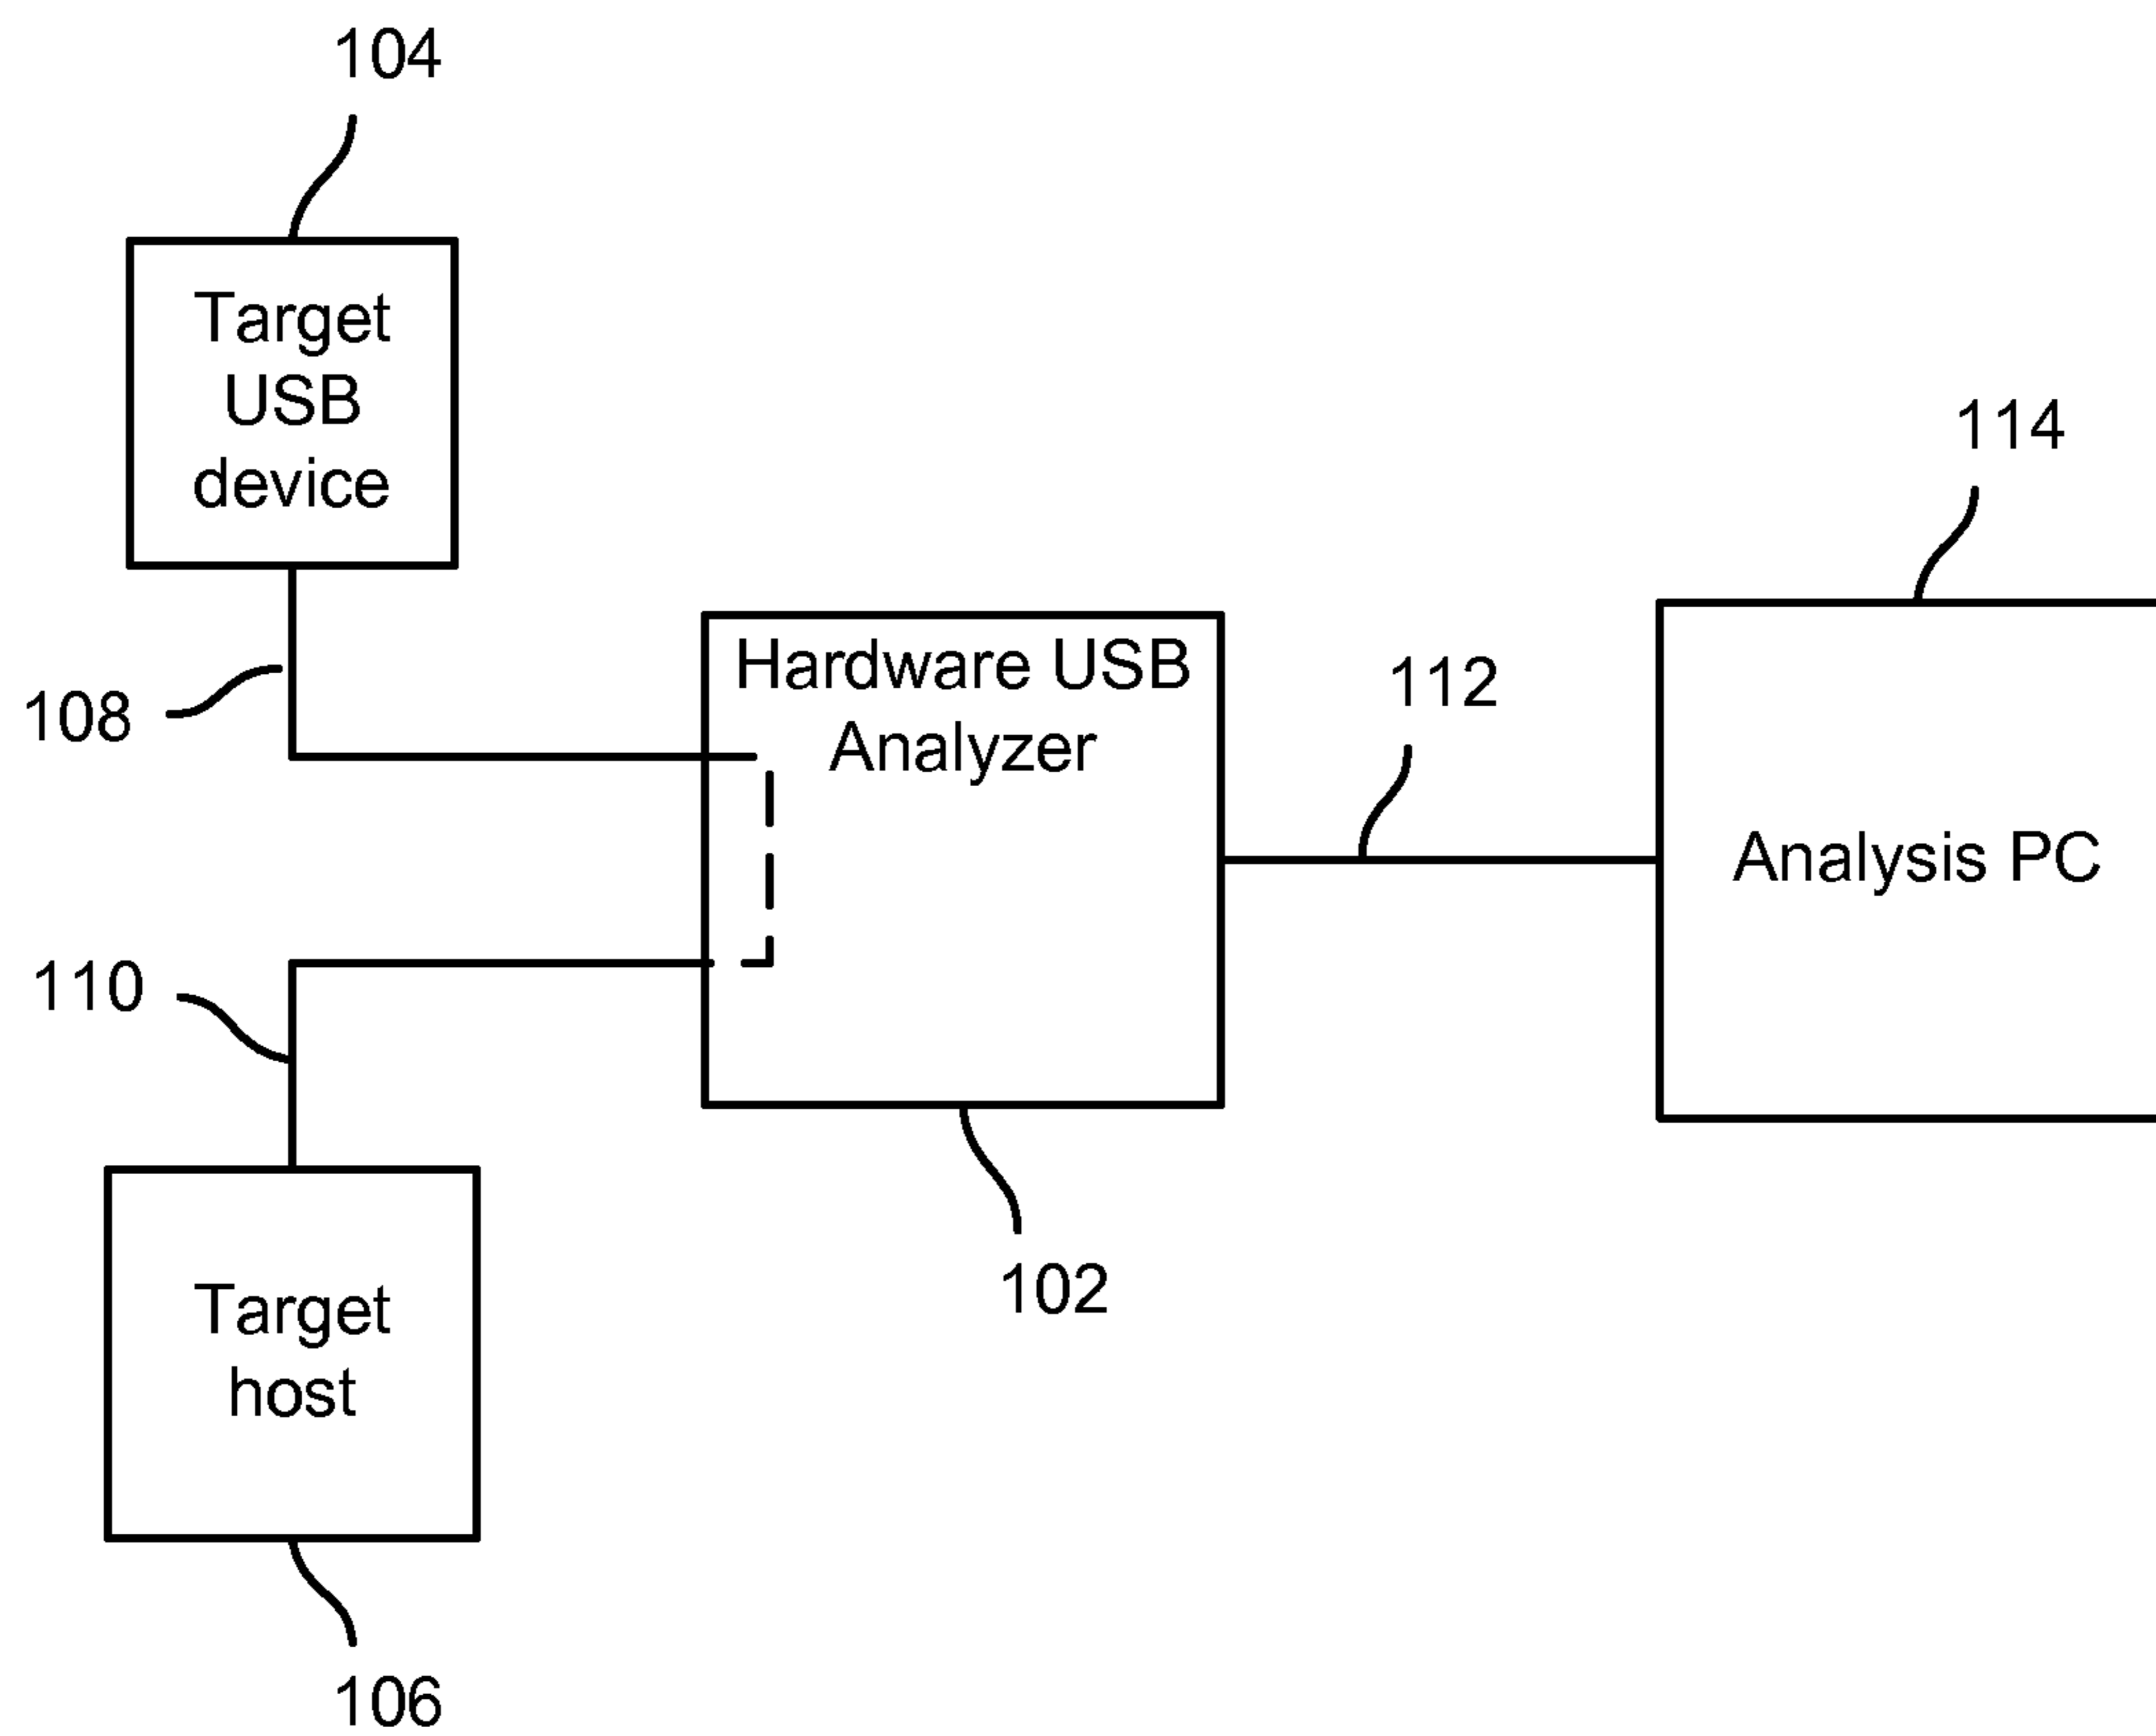 104
Target
USB
device
114
108
Hardware USB
Analyzer
112
Analysis PC
110
Target
host
102
106